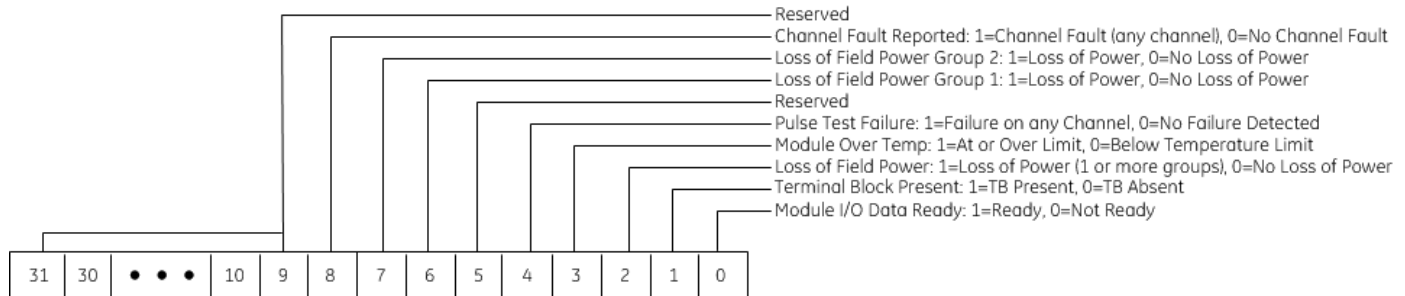 Reserved
Channel Fault Reported: 1=Channel Fault (any channel), 0=No Channel Fault
Loss of Field Power Group 2: 1=Loss of Power, 0=No Loss of Power
Loss of Field Power Group 1: 1=Loss of Power, 0=No Loss of Power
Reserved
Pulse Test Failure: 1=Failure on any Channel, 0=No Failure Detected
Module Over Temp: 1=At or Over Limit, 0=Below Temperature Limit
Loss of Field Power: 1=Loss of Power (1 or more groups), 0=No Loss of Power
Terminal Block Present: 1=TB Present, 0=TB Absent
Module I/O Data Ready: 1=Ready, 0=Not Ready
31 30 • • • 10 9 8 7 6 5 4 3 2 1 0